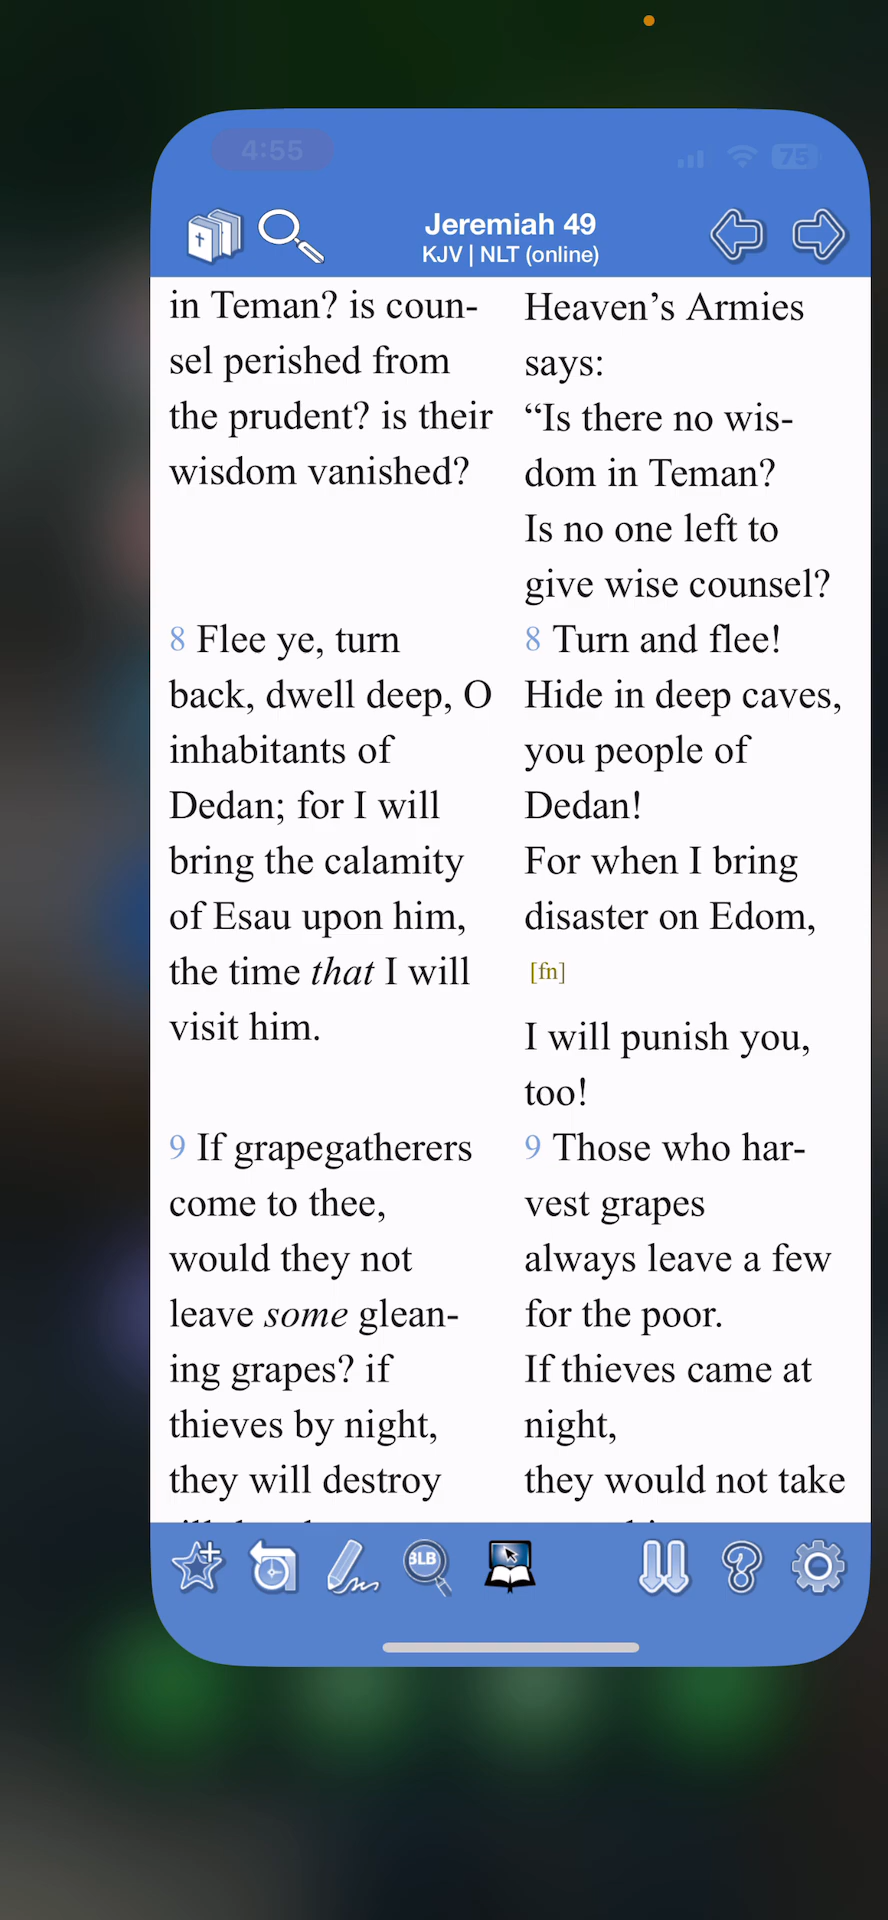 4:55
75
Jeremiah 49
KJV | NLT (online)
in Teman? is coun-
sel perished from
the prudent? is their
wisdom vanished?
8 Flee ye, turn
back, dwell deep, O
inhabitants of
Dedan; for I will
bring the calamity
of Esau upon him,
the time that I will
visit him.
9 If grapegatherers
come to thee,
would they not
leave some glean-
ing grapes? if
thieves by night,
they will destroy
Heaven’s Armies
says:
“Is there no wis-
dom in Teman?
Is no one left to
give wise counsel?
8 Turn and flee!
Hide in deep caves,
you people of
Dedan!
For when I bring
disaster on Edom,
[fn]
I will punish you,
too!
9 Those who har-
vest grapes
always leave a few
for the poor.
If thieves came at
night,
they would not take
BLB